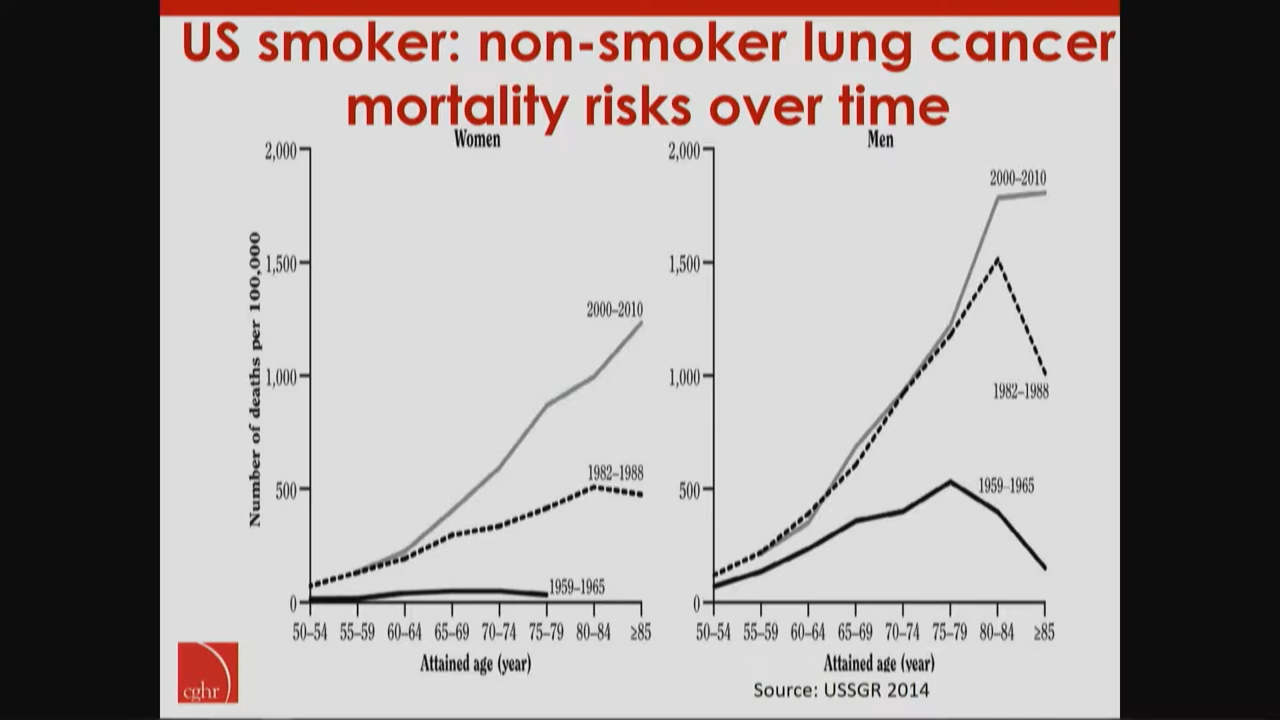 US smoker: non-smoker lung cancer
mortality risks over time
Women
Number of deaths per 100,000
2,000
1,500
1,000
500
0
2000–2010
1982–1988
1959–1965
50–54 55–59 60–64 65–69 70–74 75–79 80–84 ≥85
Attained age (year)
Men
2,000
1,500
1,000
500
0
2000–2010
1982–1988
1959–1965
50–54 55–59 60–64 65–69 70–74 75–79 80–84 ≥85
Attained age (year)
Source: USSGR 2014
cghr